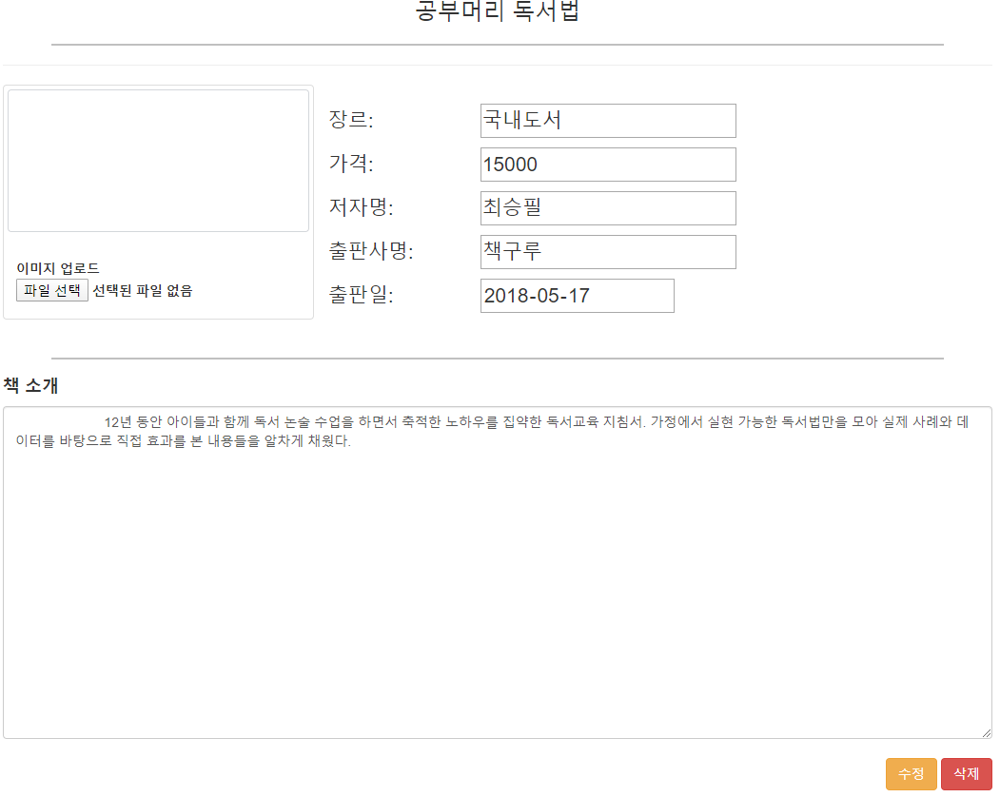 공부머리 독서법
장르: 국내도서
가격: 15000
저자명: 최승필
출판사명: 책구루
출판일: 2018-05-17
이미지 업로드
파일 선택 선택된 파일 없음
책 소개
12년 동안 아이들과 함께 독서 논술 수업을 하면서 축적한 노하우를 집약한 독서교육 지침서. 가정에서 실현 가능한 독서법만을 모아 실제 사례와 데
이터를 바탕으로 직접 효과를 본 내용들을 알차게 채웠다.
수정 삭제